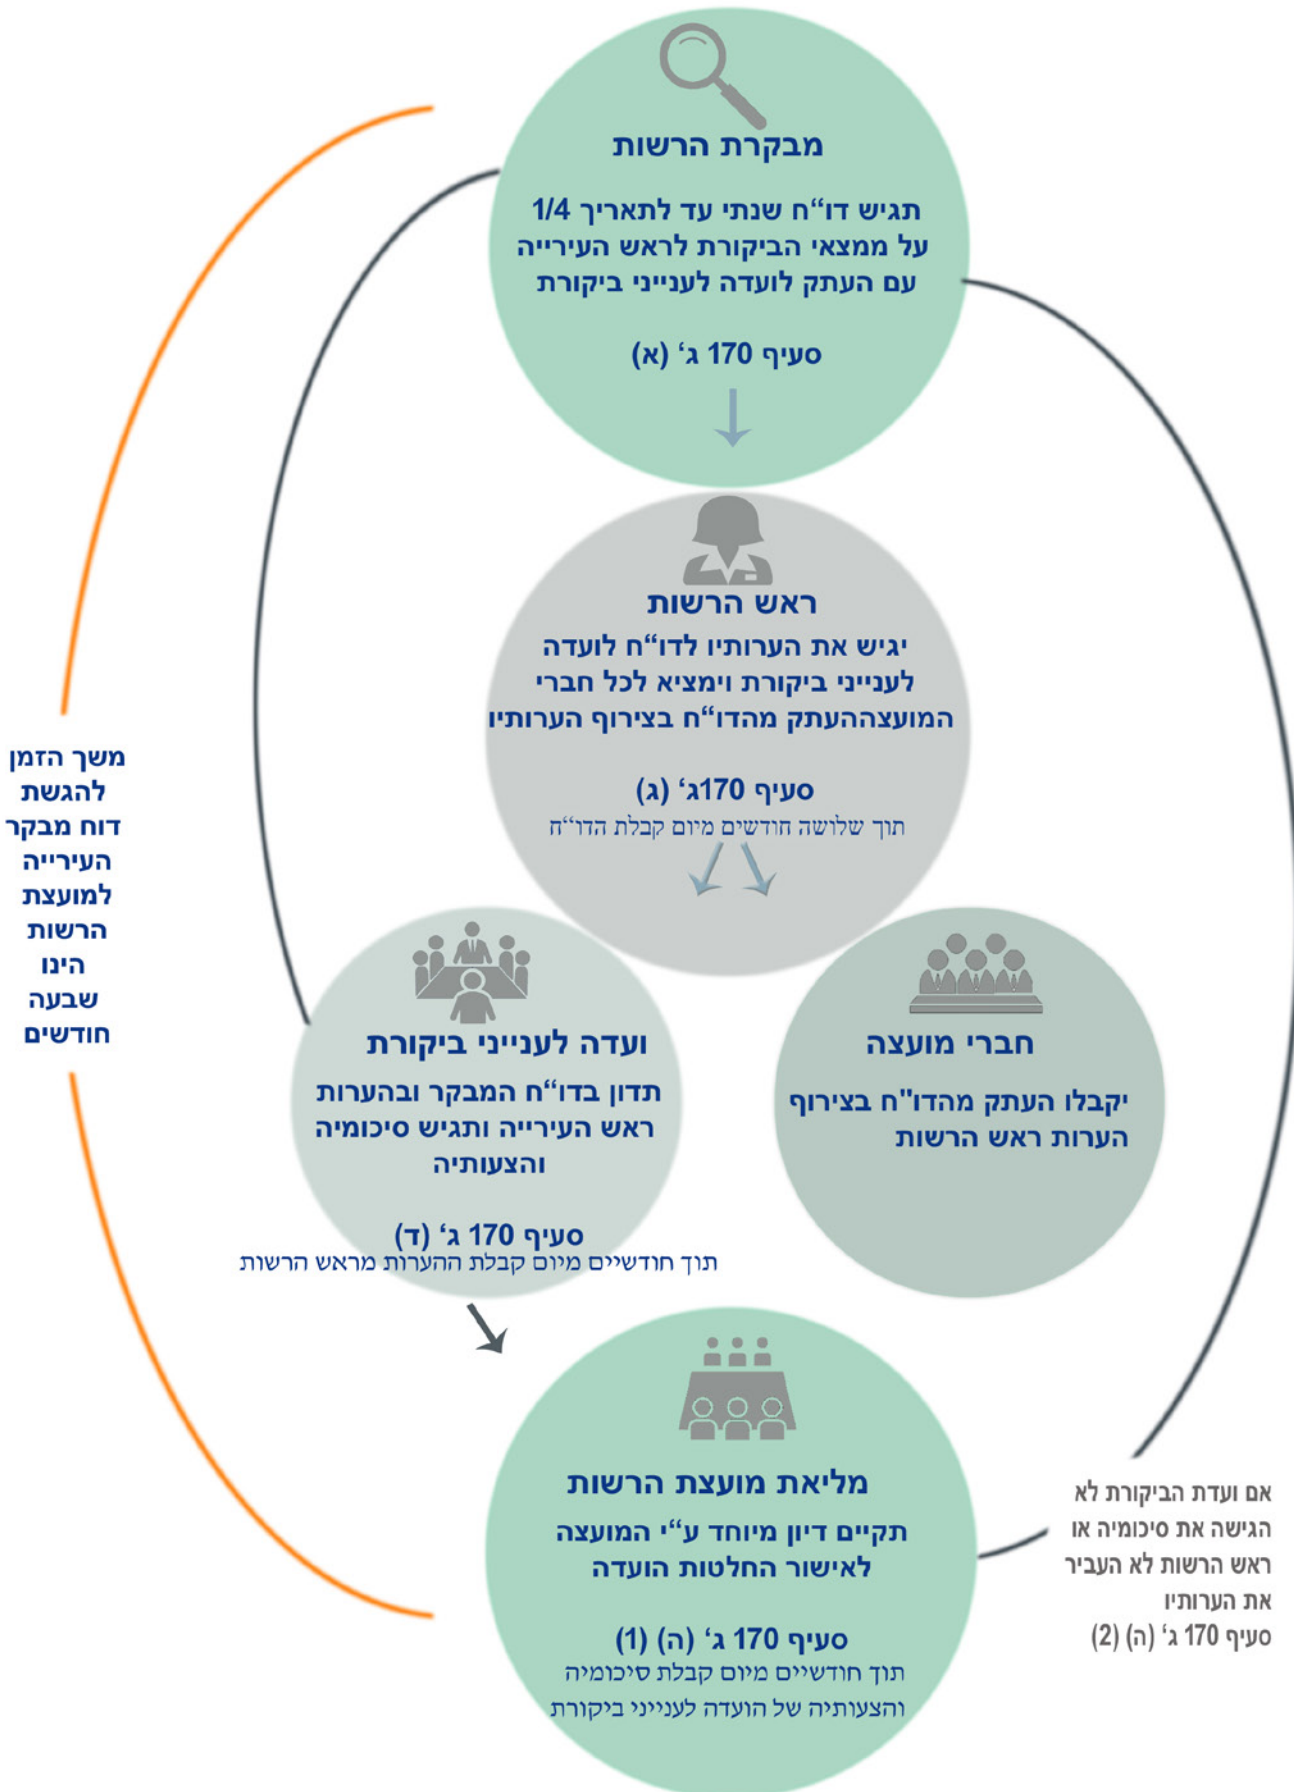 מבקרת הרשות
תגיש דו“ח שנתי עד לתאריך 1/4
על ממצאי הביקורת לראש העירייה
עם העתק לועדה לענייני ביקורת
סעיף 170 ג‘ (א)
ראש הרשות
יגיש את הערותיו לדו“ח לועדה
לענייני ביקורת וימציא לכל חברי
המועצההעתק מהדו“ח בצירוף הערותיו
סעיף 170ג‘ (ג)
תוך שלושה חודשים מיום קבלת הדו“ח
משך הזמן
להגשת
דוח מבקר
העירייה
למועצת
הרשות
הינו
שבעה
חודשים
חברי מועצה
יקבלו העתק מהדו"ח בצירוף
הערות ראש הרשות
ועדה לענייני ביקורת
תדון בדו“ח המבקר ובהערות
ראש העירייה ותגיש סיכומיה
והצעותיה
סעיף 170 ג‘ (ד)
תוך חודשיים מיום קבלת ההערות מראש הרשות
מליאת מועצת הרשות
תקיים דיון מיוחד ע“י המועצה
לאישור החלטות הועדה
סעיף 170 ג‘ (ה) (1)
תוך חודשיים מיום קבלת סיכומיה
והצעותיה של הועדה לענייני ביקורת
אם ועדת הביקורת לא
הגישה את סיכומיה או
ראש הרשות לא העביר
את הערותיו
סעיף 170 ג‘ (ה) (2)